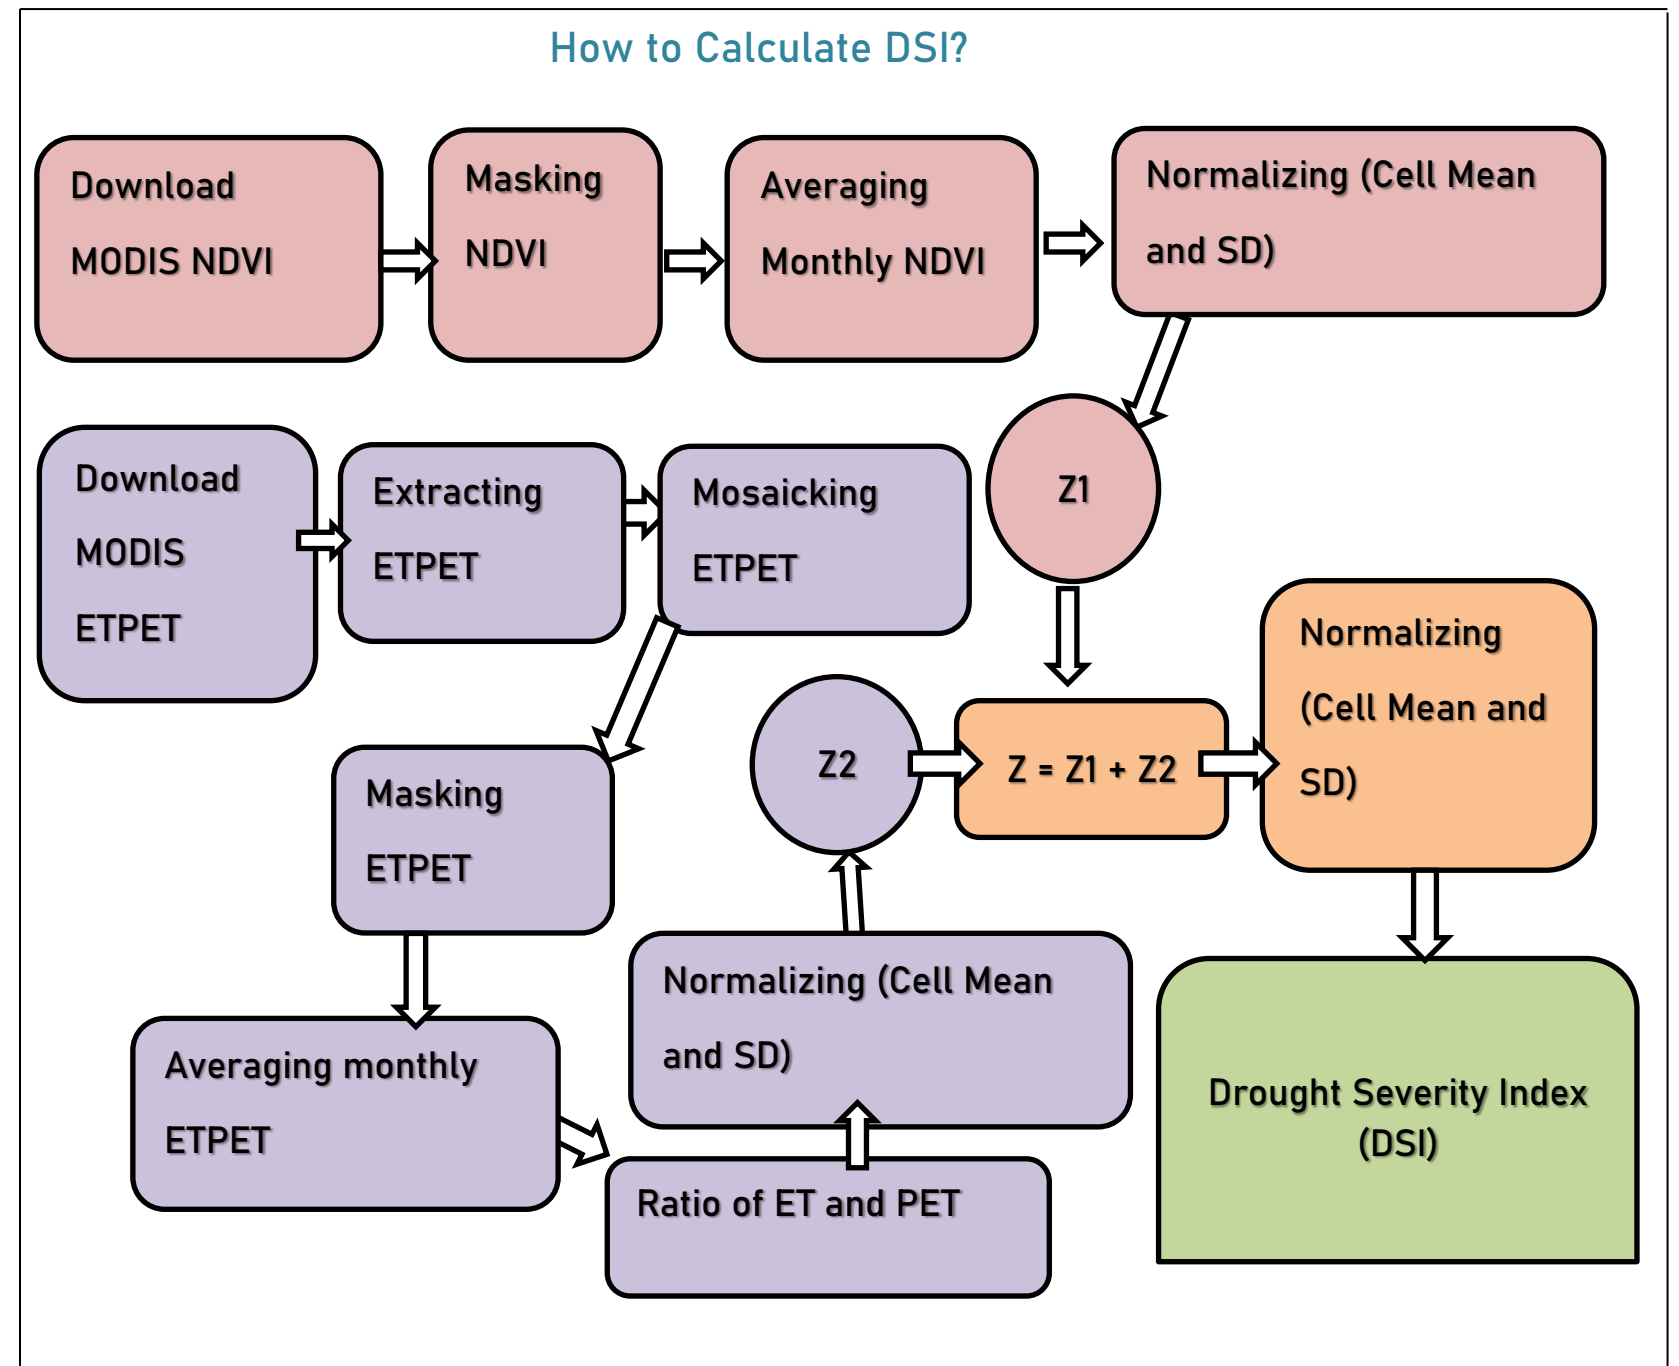 How to Calculate DSI?
Download
MODIS NDVI
Masking
NDVI
Averaging
Monthly NDVI
Normalizing (Cell Mean
and SD)
Z1
Download
MODIS
ETPET
Extracting
ETPET
Mosaicking
ETPET
Masking
ETPET
Averaging monthly
ETPET
Ratio of ET and PET
Normalizing (Cell Mean
and SD)
Z2
Z = Z1 + Z2
Normalizing
(Cell Mean and
SD)
Drought Severity Index
(DSI)